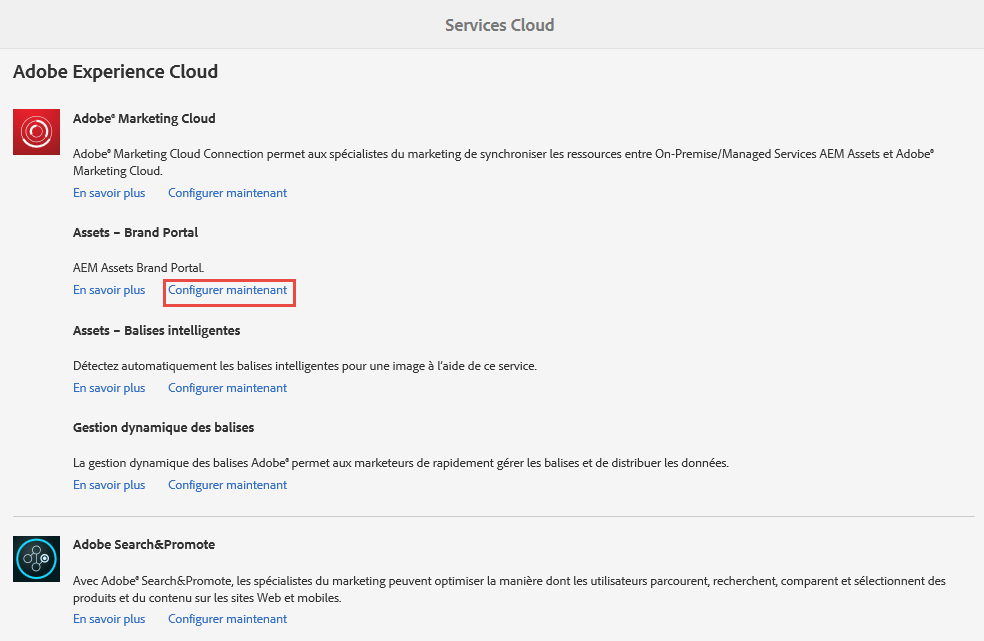 Services Cloud
Adobe Experience Cloud
Adobe® Marketing Cloud
Adobe® Marketing Cloud Connection permet aux spécialistes du marketing de synchroniser les ressources entre On-Premise/Managed Services AEM Assets et Adobe®
Marketing Cloud.
En savoir plus Configurer maintenant
Assets – Brand Portal
AEM Assets Brand Portal.
En savoir plus Configurer maintenant
Assets – Balises intelligentes
Détectez automatiquement les balises intelligentes pour une image à l'aide de ce service.
En savoir plus Configurer maintenant
Gestion dynamique des balises
La gestion dynamique des balises Adobe® permet aux marketeurs de rapidement gérer les balises et de distribuer les données.
En savoir plus Configurer maintenant
Adobe Search&Promote
Avec Adobe® Search&Promote, les spécialistes du marketing peuvent optimiser la manière dont les utilisateurs parcourent, recherchent, comparent et sélectionnent des
produits et du contenu sur les sites Web et mobiles.
En savoir plus Configurer maintenant